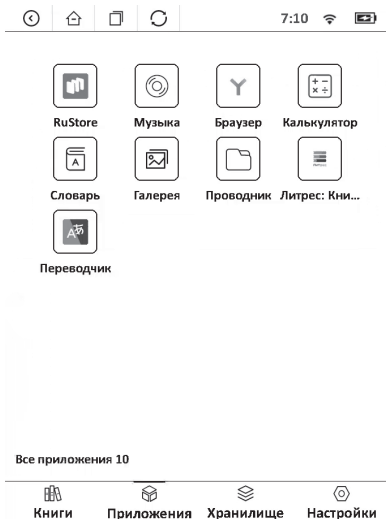 7:10
RuStore Музыка Браузер Калькулятор
Словарь Галерея Проводник Литрес: Кни...
Переводчик
Все приложения 10
Книги Приложения Хранилище Настройки